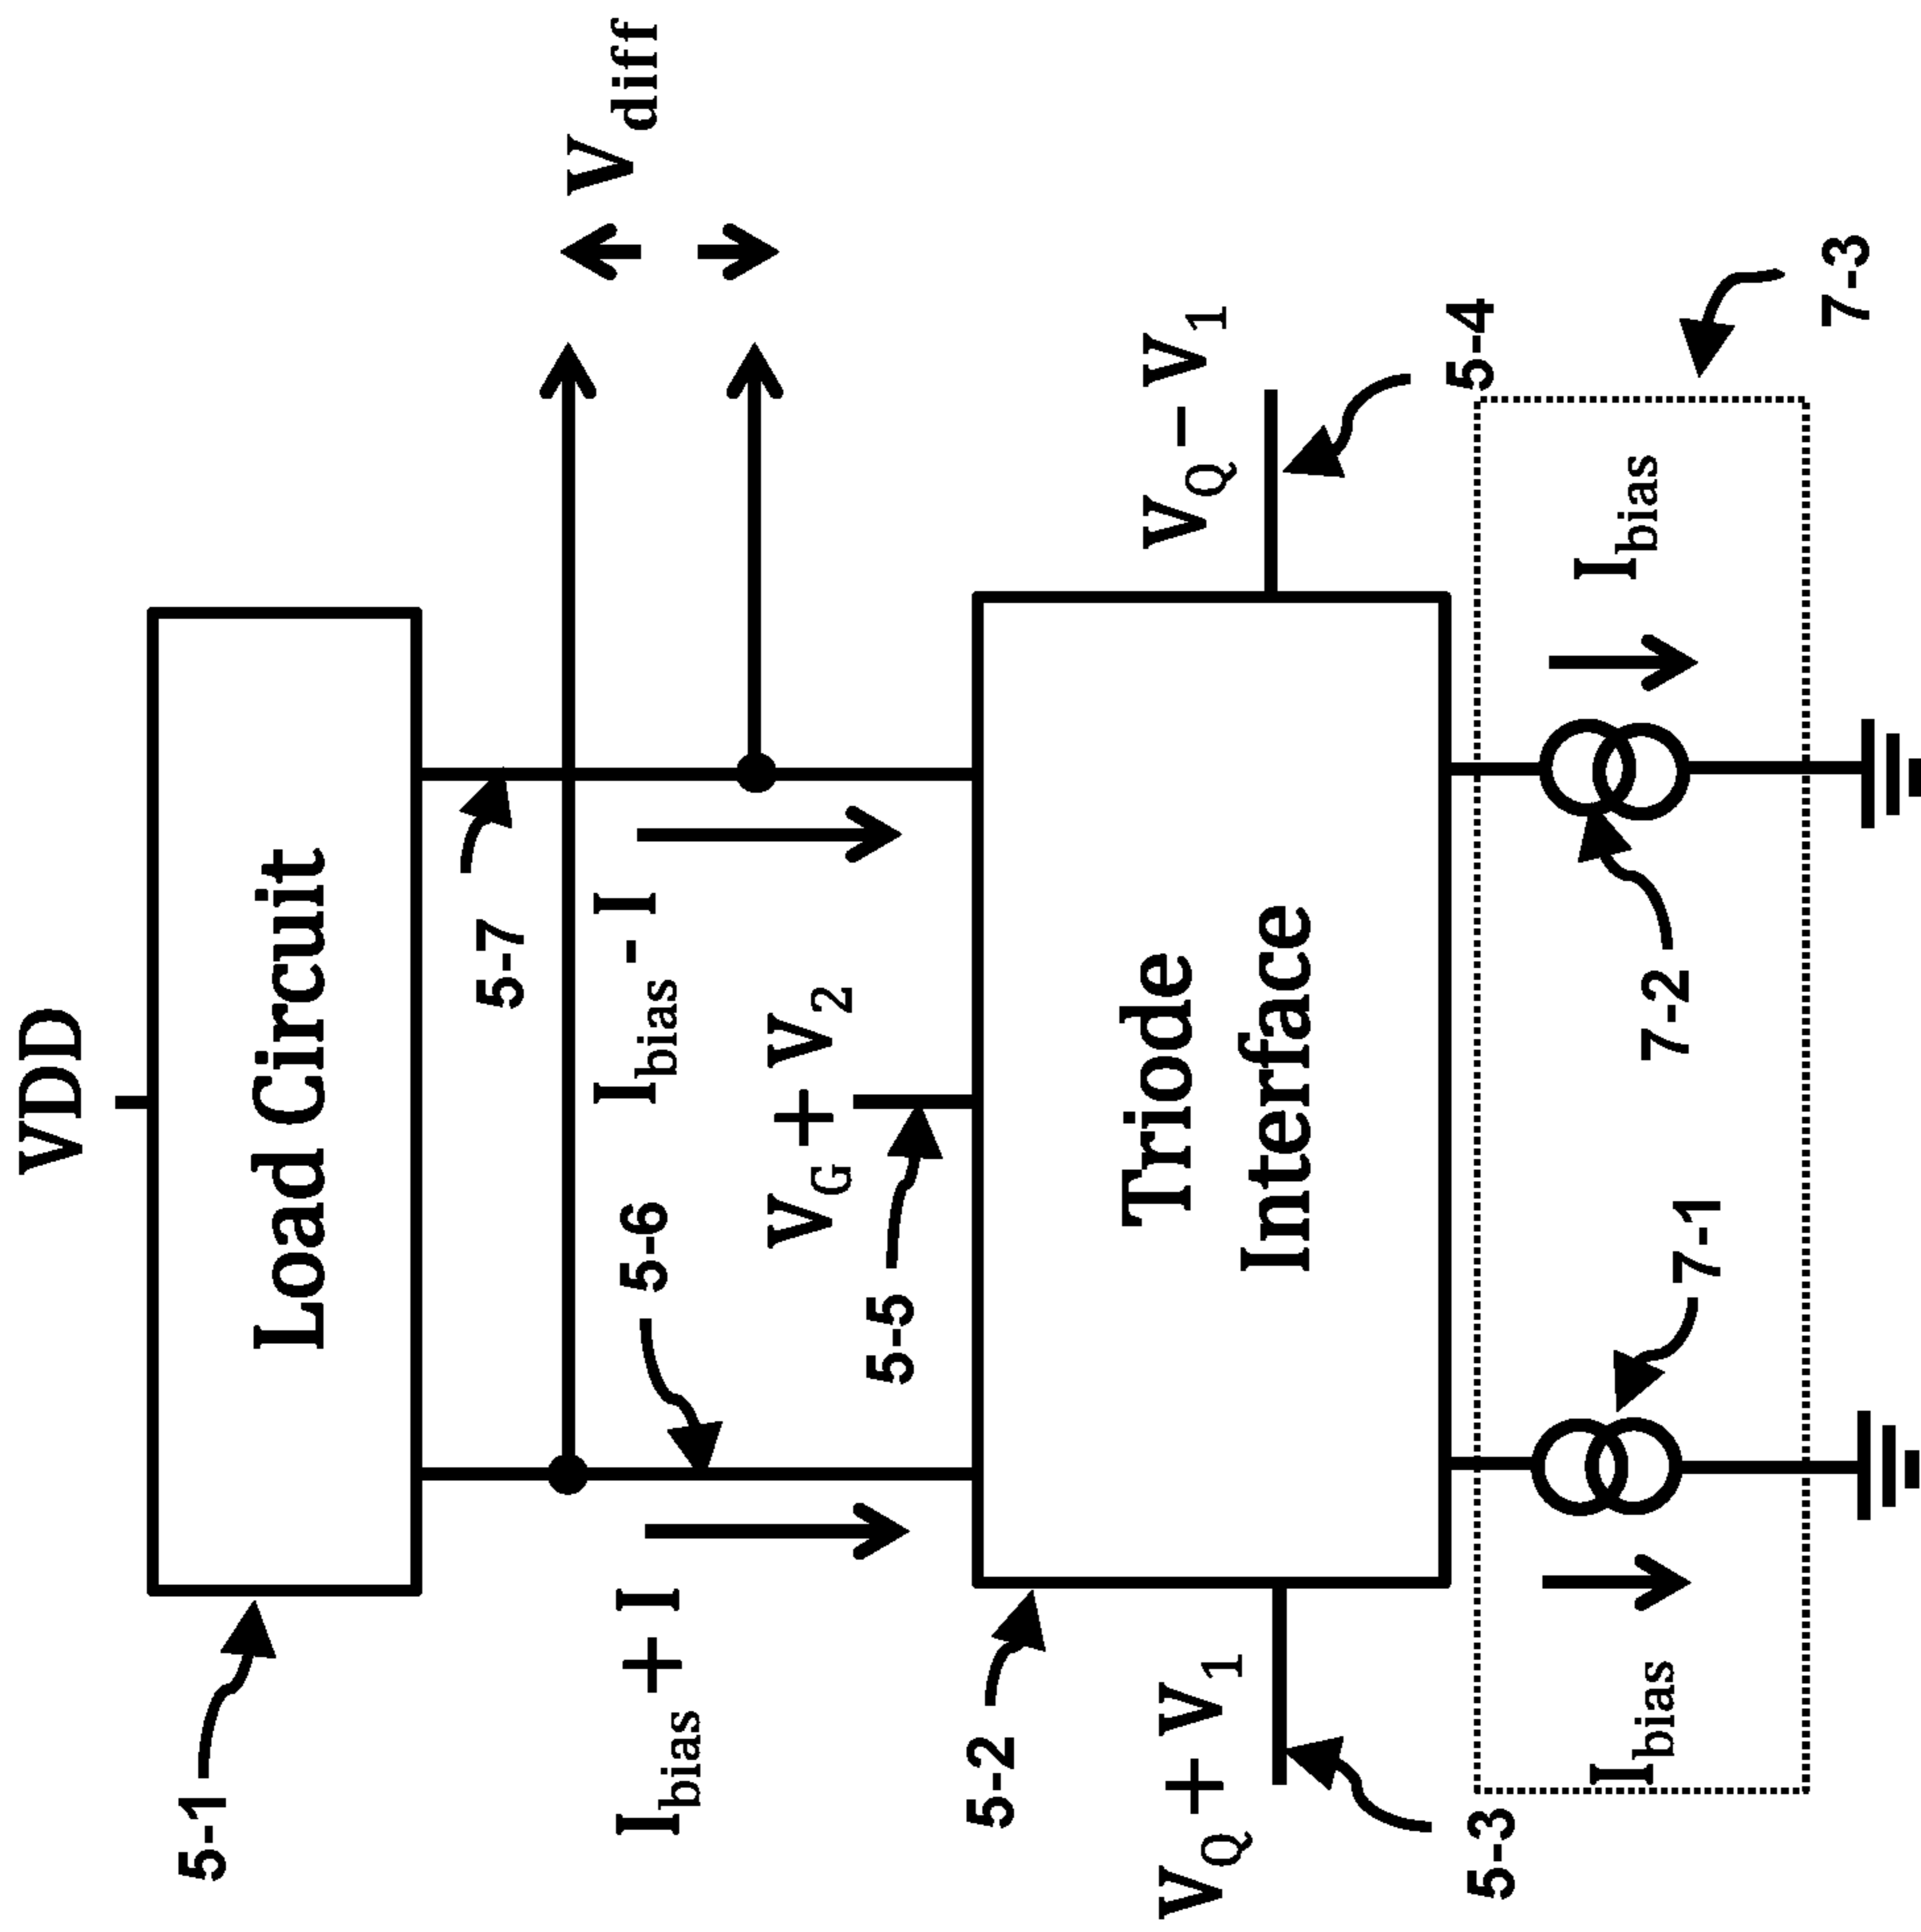 VDD
Load Circuit
5-1
5-7
V_diff
I_bias + I
5-6
I_bias - I
V_G + V_2
5-5
5-2
Triode
Interface
V_Q + V_1
V_Q − V_1
5-3
5-4
I_bias
7-1
7-2
I_bias
7-3